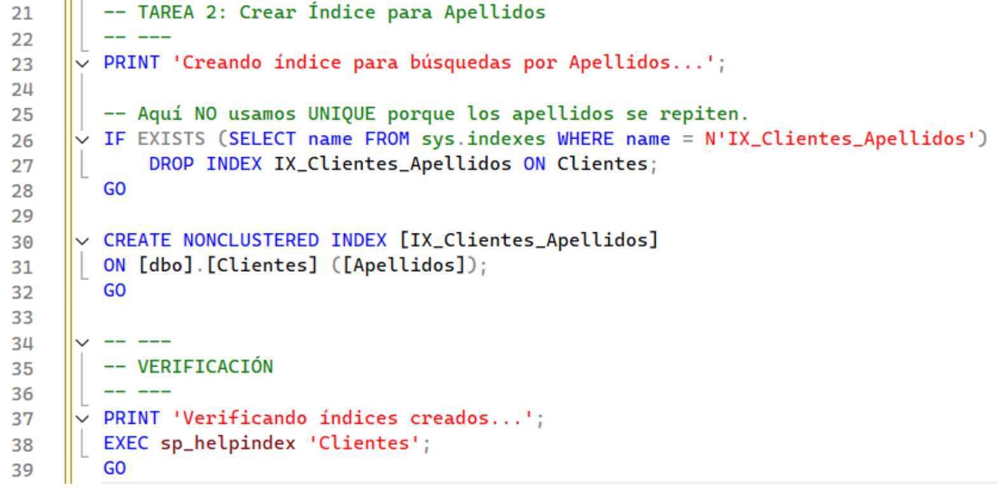 21 -- TAREA 2: Crear Índice para Apellidos
22 -- ---
23 PRINT 'Creando índice para búsquedas por Apellidos...';
24
25 -- Aquí NO usamos UNIQUE porque los apellidos se repiten.
26 IF EXISTS (SELECT name FROM sys.indexes WHERE name = N'IX_Clientes_Apellidos')
27     DROP INDEX IX_Clientes_Apellidos ON Clientes;
28 GO
29
30 CREATE NONCLUSTERED INDEX [IX_Clientes_Apellidos]
31 ON [dbo].[Clientes] ([Apellidos]);
32 GO
33
34 -- ---
35 -- VERIFICACIÓN
36 -- ---
37 PRINT 'Verificando índices creados...';
38 EXEC sp_helpindex 'Clientes';
39 GO